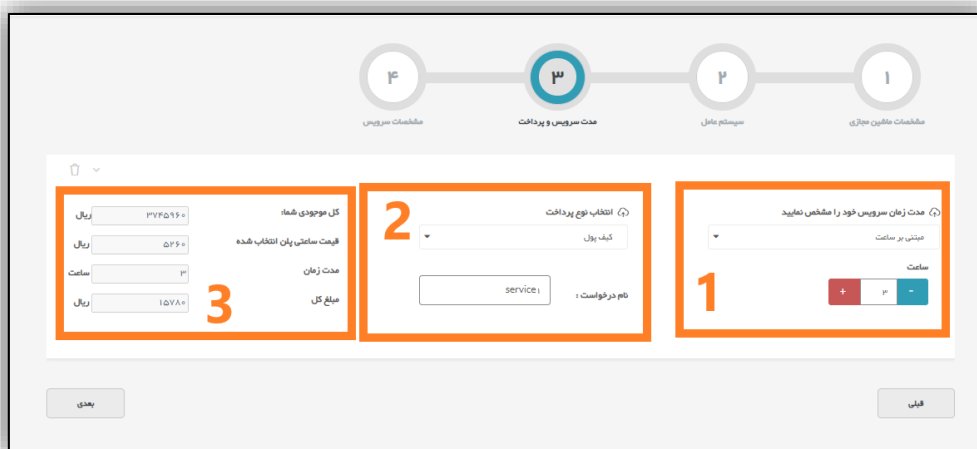 ۱
۲
۳
۴
مشخصات ماشین مجازی
سیستم عامل
مدت سرویس و پرداخت
مشخصات سرویس
مدت زمان سرویس خود را مشخص نمایید
مبتنی بر ساعت
ساعت
- ۳ +
1
انتخاب نوع پرداخت
کیف پول
نام درخواست :
service۱
2
کل موجودی شما:
۳۷۴۵۹۶۰
ریال
قیمت ساعتی پلن انتخاب شده
۵۲۶۰
ریال
مدت زمان
۳
ساعت
مبلغ کل
۱۵۷۸۰
ریال
3
قبلی
بعدی